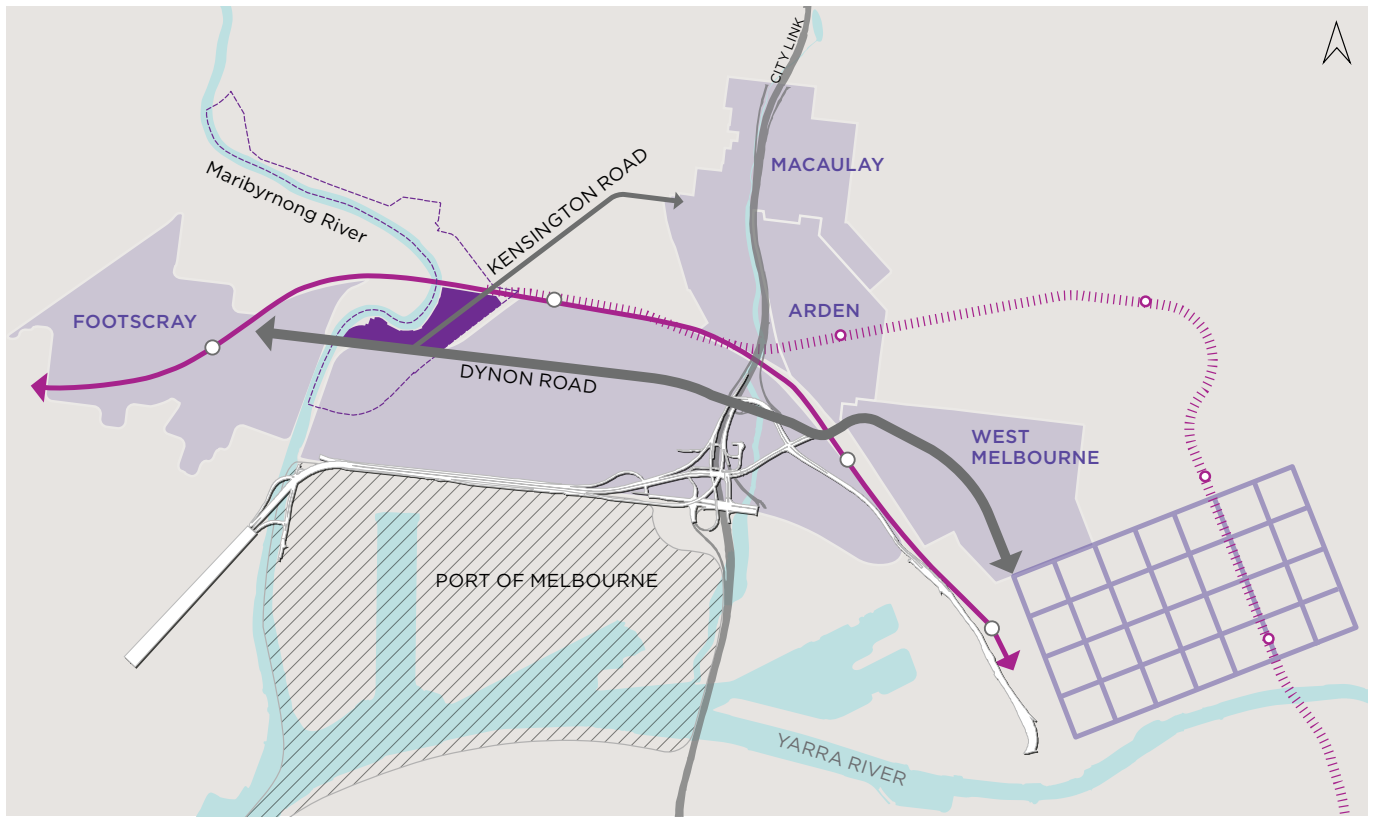 CITY LINK
MACAULAY
Maribyrnong River
KENSINGTON ROAD
FOOTSCRAY
ARDEN
DYNON ROAD
WEST
MELBOURNE
PORT OF MELBOURNE
YARRA RIVER